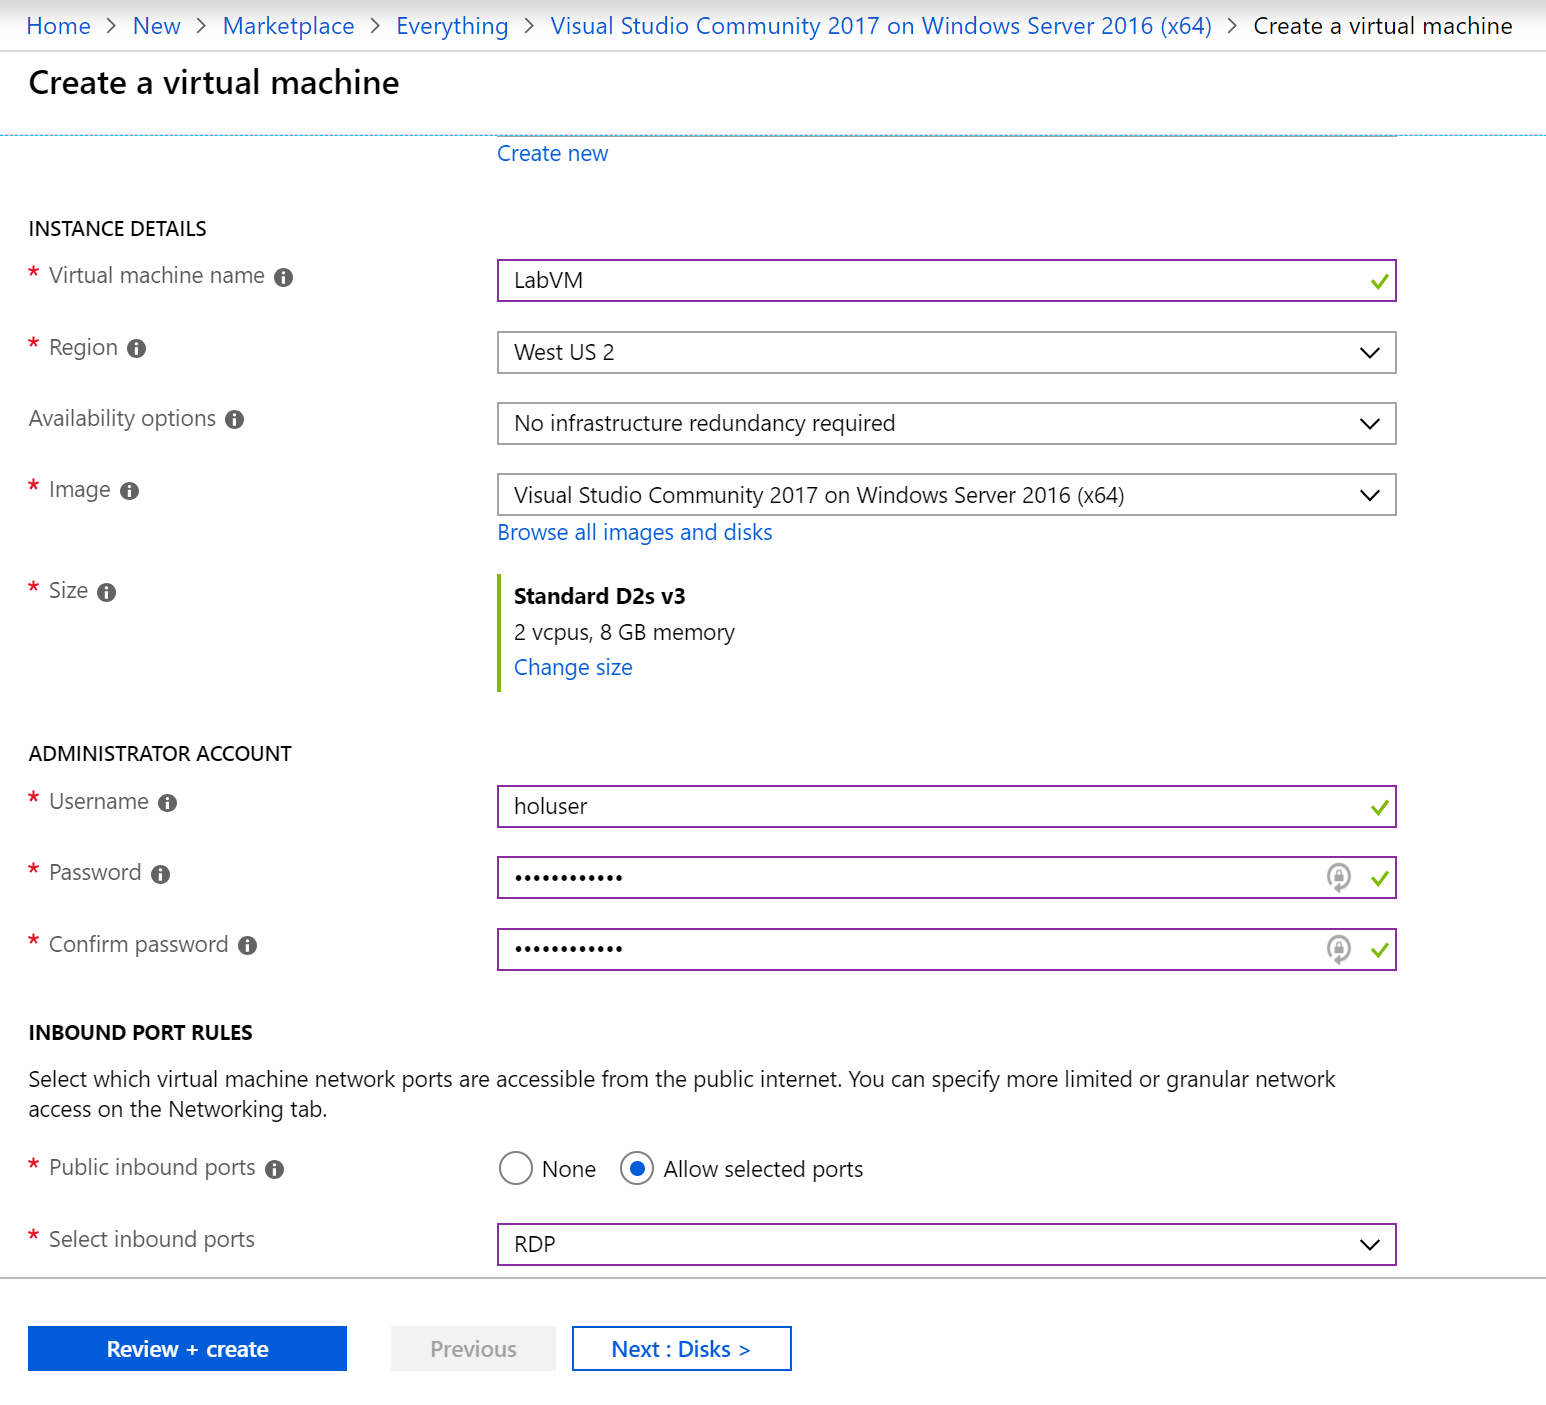 Home > New > Marketplace > Everything > Visual Studio Community 2017 on Windows Server 2016 (x64) > Create a virtual machine
Create a virtual machine
Create new
INSTANCE DETAILS
* Virtual machine name
LabVM
* Region
West US 2
Availability options
No infrastructure redundancy required
* Image
Visual Studio Community 2017 on Windows Server 2016 (x64)
Browse all images and disks
* Size
Standard D2s v3
2 vcpus, 8 GB memory
Change size
ADMINISTRATOR ACCOUNT
* Username
holuser
* Password
••••••••••••
* Confirm password
••••••••••••
INBOUND PORT RULES
Select which virtual machine network ports are accessible from the public internet. You can specify more limited or granular network
access on the Networking tab.
* Public inbound ports
None Allow selected ports
* Select inbound ports
RDP
Review + create Previous Next : Disks >